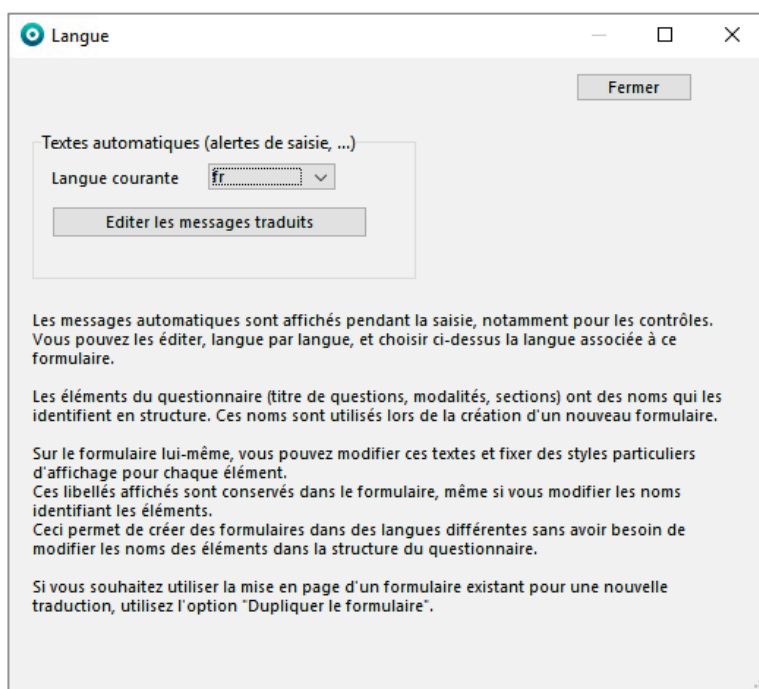 Langue
Fermer
Textes automatiques (alertes de saisie, ...)
Langue courante
fr
Editer les messages traduits
Les messages automatiques sont affichés pendant la saisie, notamment pour les contrôles.
Vous pouvez les éditer, langue par langue, et choisir ci-dessus la langue associée à ce
formulaire.
Les éléments du questionnaire (titre de questions, modalités, sections) ont des noms qui les
identifient en structure. Ces noms sont utilisés lors de la création d'un nouveau formulaire.
Sur le formulaire lui-même, vous pouvez modifier ces textes et fixer des styles particuliers
d'affichage pour chaque élément.
Ces libellés affichés sont conservés dans le formulaire, même si vous modifier les noms
identifiant les éléments.
Ceci permet de créer des formulaires dans des langues différentes sans avoir besoin de
modifier les noms des éléments dans la structure du questionnaire.
Si vous souhaitez utiliser la mise en page d'un formulaire existant pour une nouvelle
traduction, utilisez l'option "Dupliquer le formulaire".